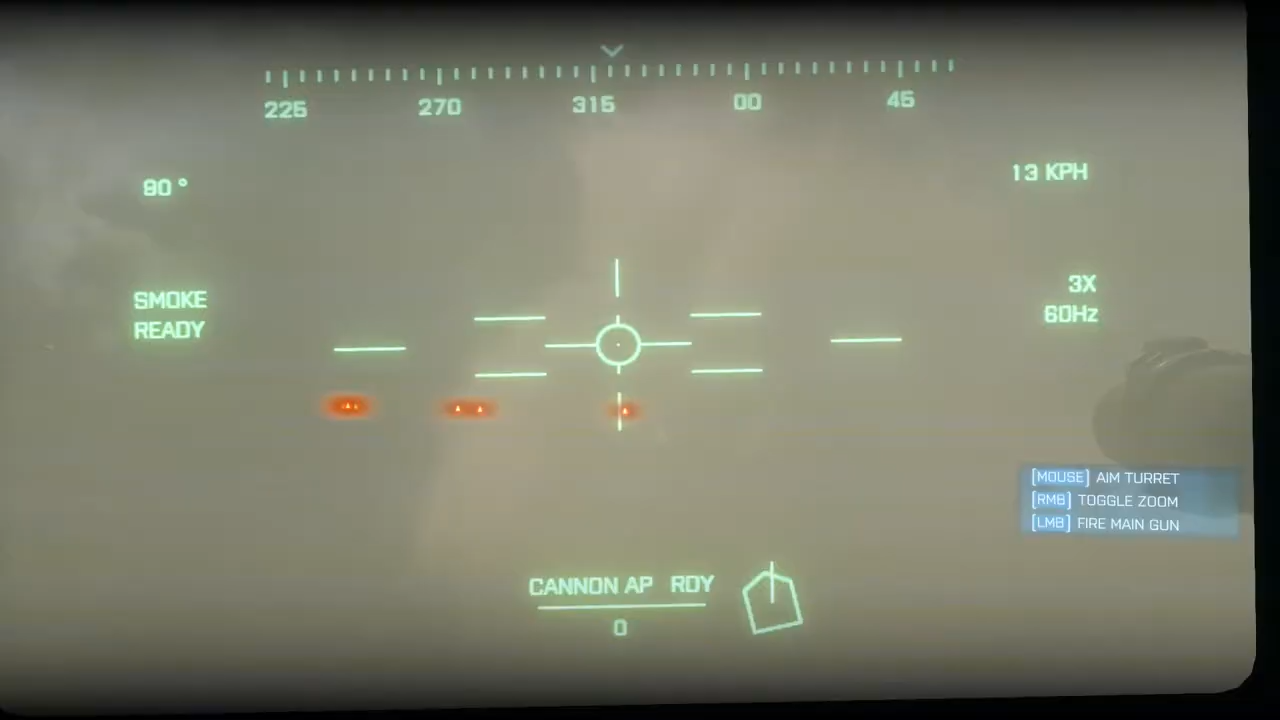 225 270 315 00 45
90°
13 KPH
SMOKE
READY
3X
60Hz
[MOUSE] AIM TURRET
[RMB] TOGGLE ZOOM
[LMB] FIRE MAIN GUN
CANNON AP RDY
0